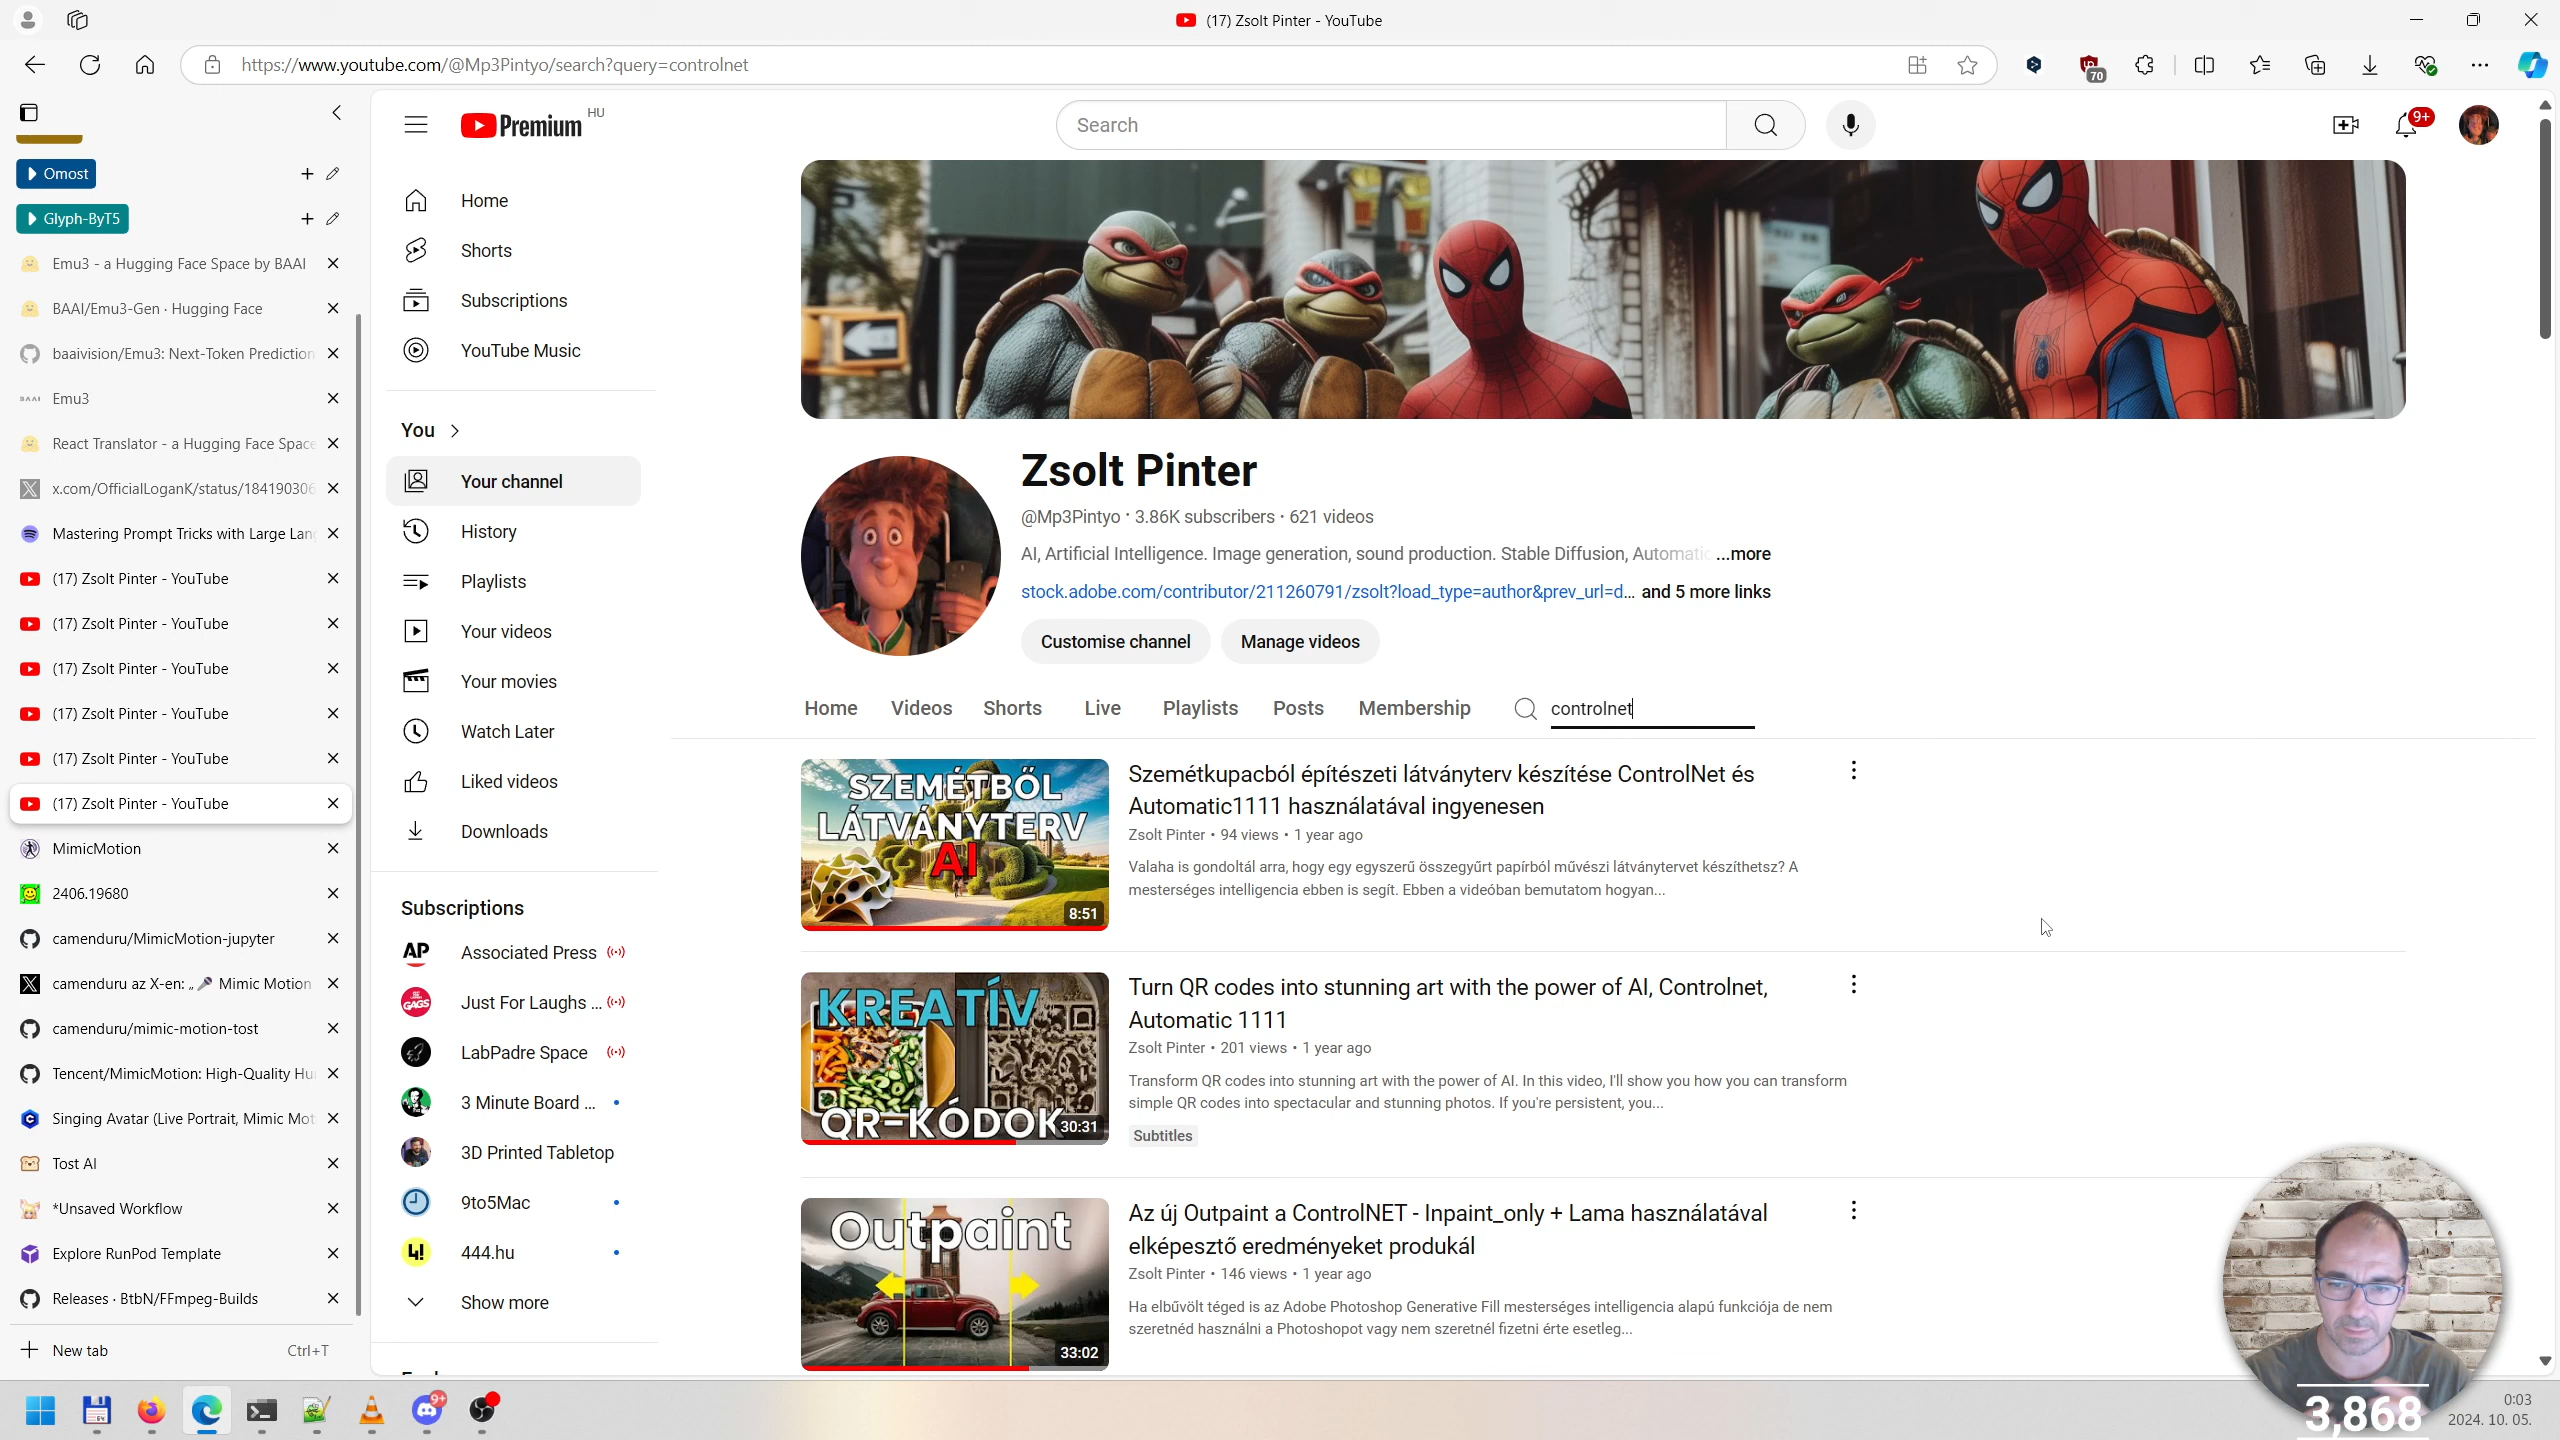 (17) Zsolt Pinter - YouTube
https://www.youtube.com/@Mp3Pintyo/search?query=controlnet
70
Omost
Glyph-ByT5
Emu3 - a Hugging Face Space by BAAI
BAAI/Emu3-Gen · Hugging Face
baaivision/Emu3: Next-Token Prediction
BAAI
Emu3
React Translator - a Hugging Face Space
x.com/OfficialLoganK/status/184190306
Mastering Prompt Tricks with Large Lang
(17) Zsolt Pinter - YouTube
(17) Zsolt Pinter - YouTube
(17) Zsolt Pinter - YouTube
(17) Zsolt Pinter - YouTube
(17) Zsolt Pinter - YouTube
(17) Zsolt Pinter - YouTube
MimicMotion
2406.19680
camenduru/MimicMotion-jupyter
camenduru az X-en: „🎤 Mimic Motion
camenduru/mimic-motion-tost
Tencent/MimicMotion: High-Quality Hu
Singing Avatar (Live Portrait, Mimic Mot
Tost AI
*Unsaved Workflow
Explore RunPod Template
Releases · BtbN/FFmpeg-Builds
New tab
Ctrl+T
Premium
HU
Search
9+
Home
Shorts
Subscriptions
YouTube Music
You
Your channel
History
Playlists
Your videos
Your movies
Watch Later
Liked videos
Downloads
Subscriptions
AP
Associated Press
GAGS
Just For Laughs ...
LabPadre Space
3 Minute Board ...
3D Printed Tabletop
9to5Mac
4!
444.hu
Show more
Zsolt Pinter
@Mp3Pintyo · 3.86K subscribers · 621 videos
AI, Artificial Intelligence. Image generation, sound production. Stable Diffusion, Automatic ...more
stock.adobe.com/contributor/211260791/zsolt?load_type=author&prev_url=d... and 5 more links
Customise channel
Manage videos
Home
Videos
Shorts
Live
Playlists
Posts
Membership
controlnet
SZEMÉTBŐL
LÁTVÁNYTERV
AI
8:51
Szemétkupacból építészeti látványterv készítése ControlNet és
Automatic1111 használatával ingyenesen
Zsolt Pinter • 94 views • 1 year ago
Valaha is gondoltál arra, hogy egy egyszerű összegyűrt papírból művészi látványtervet készíthetsz? A
mesterséges intelligencia ebben is segít. Ebben a videóban bemutatom hogyan...
KREATÍV
QR-KÓDOK
30:31
Turn QR codes into stunning art with the power of AI, Controlnet,
Automatic 1111
Zsolt Pinter • 201 views • 1 year ago
Transform QR codes into stunning art with the power of AI. In this video, I'll show you how you can transform
simple QR codes into spectacular and stunning photos. If you're persistent, you...
Subtitles
Outpaint
33:02
Az új Outpaint a ControlNET - Inpaint_only + Lama használatával
elképesztő eredményeket produkál
Zsolt Pinter • 146 views • 1 year ago
Ha elbűvölt téged is az Adobe Photoshop Generative Fill mesterséges intelligencia alapú funkciója de nem
szeretnéd használni a Photoshopot vagy nem szeretnél fizetni érte esetleg...
64
9+
3,868
0:03
2024. 10. 05.